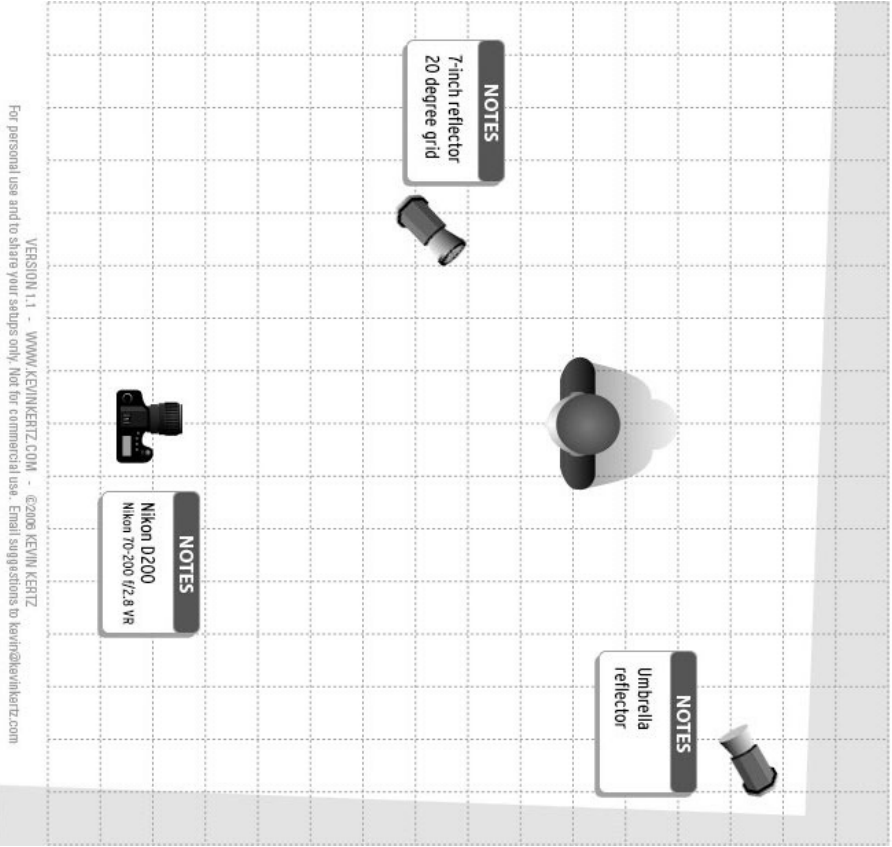 NOTES
7-inch reflector
20 degree grid
NOTES
Umbrella
reflector
NOTES
Nikon D200
Nikon 70-200 f/2.8 VR
VERSION 1.1 - WWW.KEVINKERTZ.COM - ©2006 KEVIN KERTZ
For personal use and to share your setups only. Not for commercial use. Email suggestions to kevin@kevinkertz.com